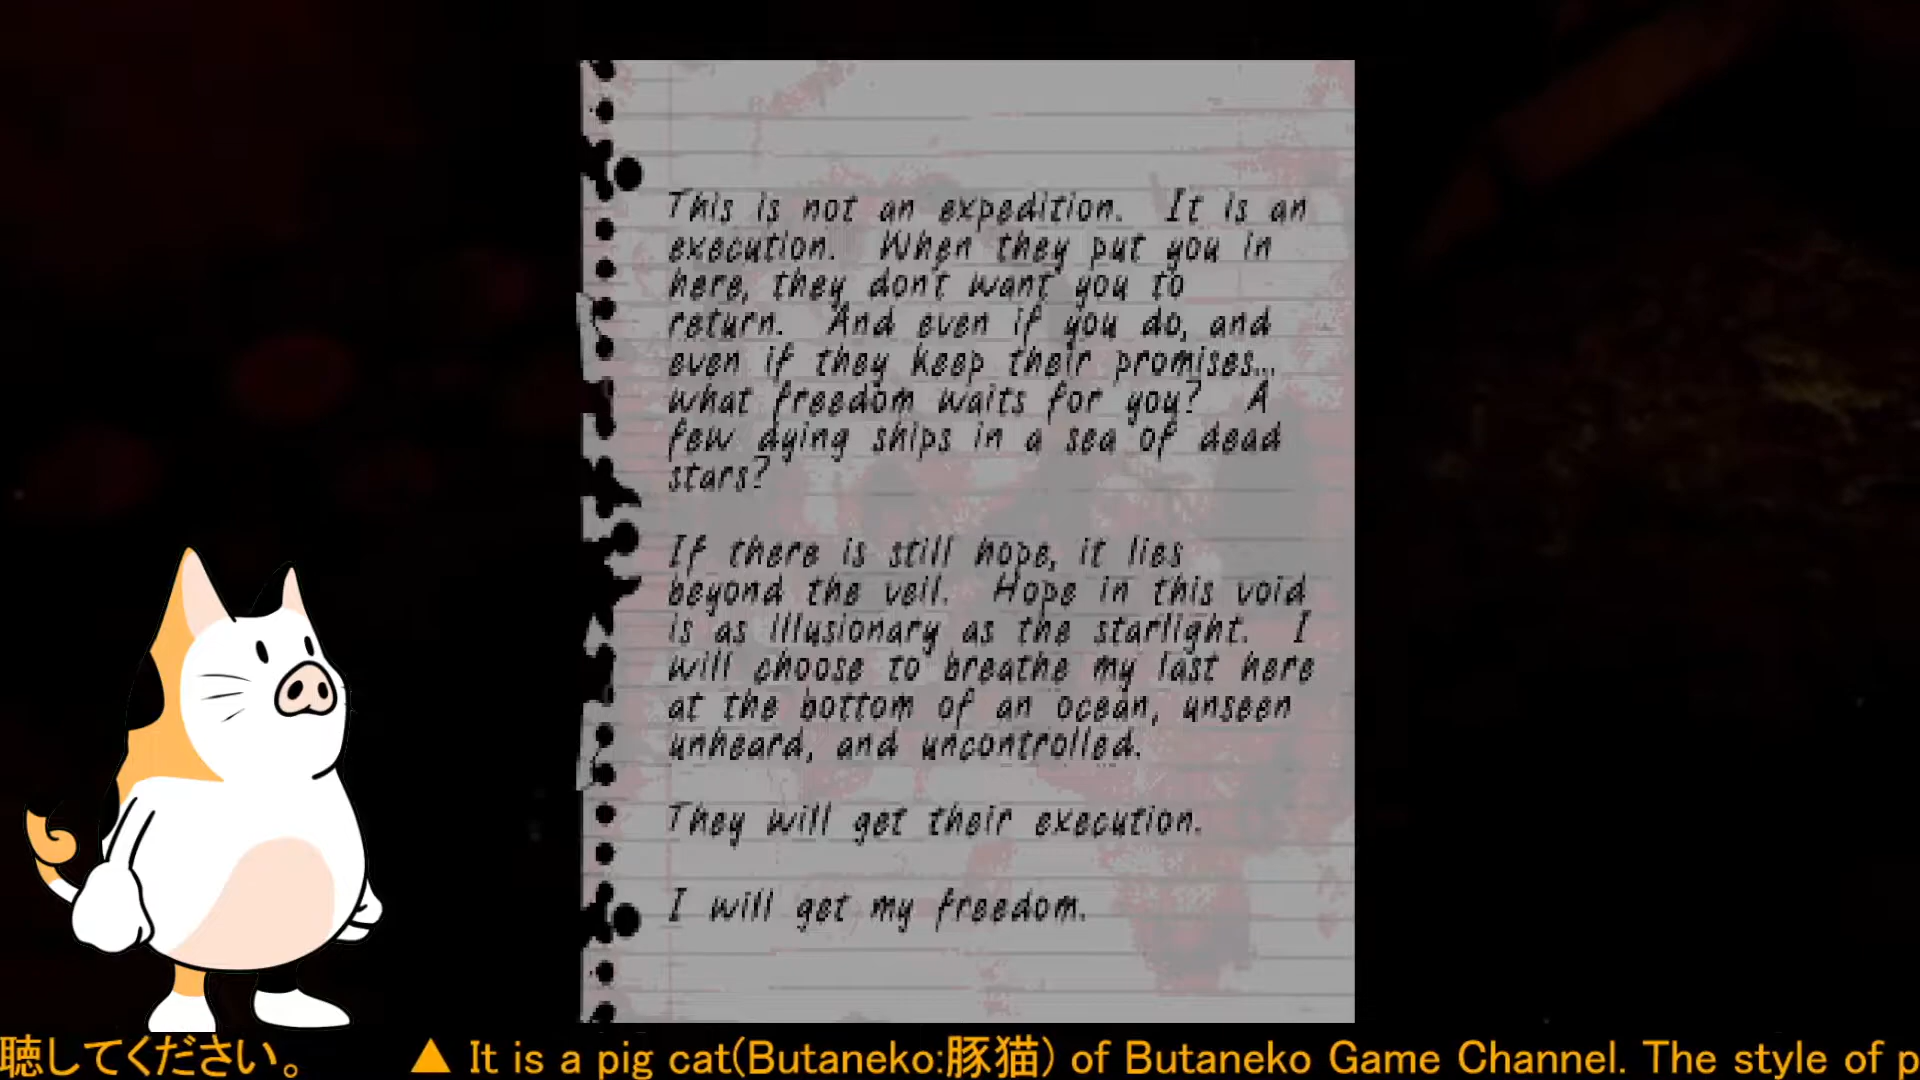 This is not an expedition. It is an
execution. When they put you in
here, they don't want you to
return. And even if you do, and
even if they keep their promises...
what freedom waits for you? A
few dying ships in a sea of dead
stars?
If there is still hope, it lies
beyond the veil. Hope in this void
is as illusionary as the starlight. I
will choose to breathe my last here
at the bottom of an ocean, unseen
unheard, and uncontrolled.
They will get their execution.
I will get my freedom.
聴してください。 ▲ It is a pig cat(Butaneko:豚猫) of Butaneko Game Channel. The style of p